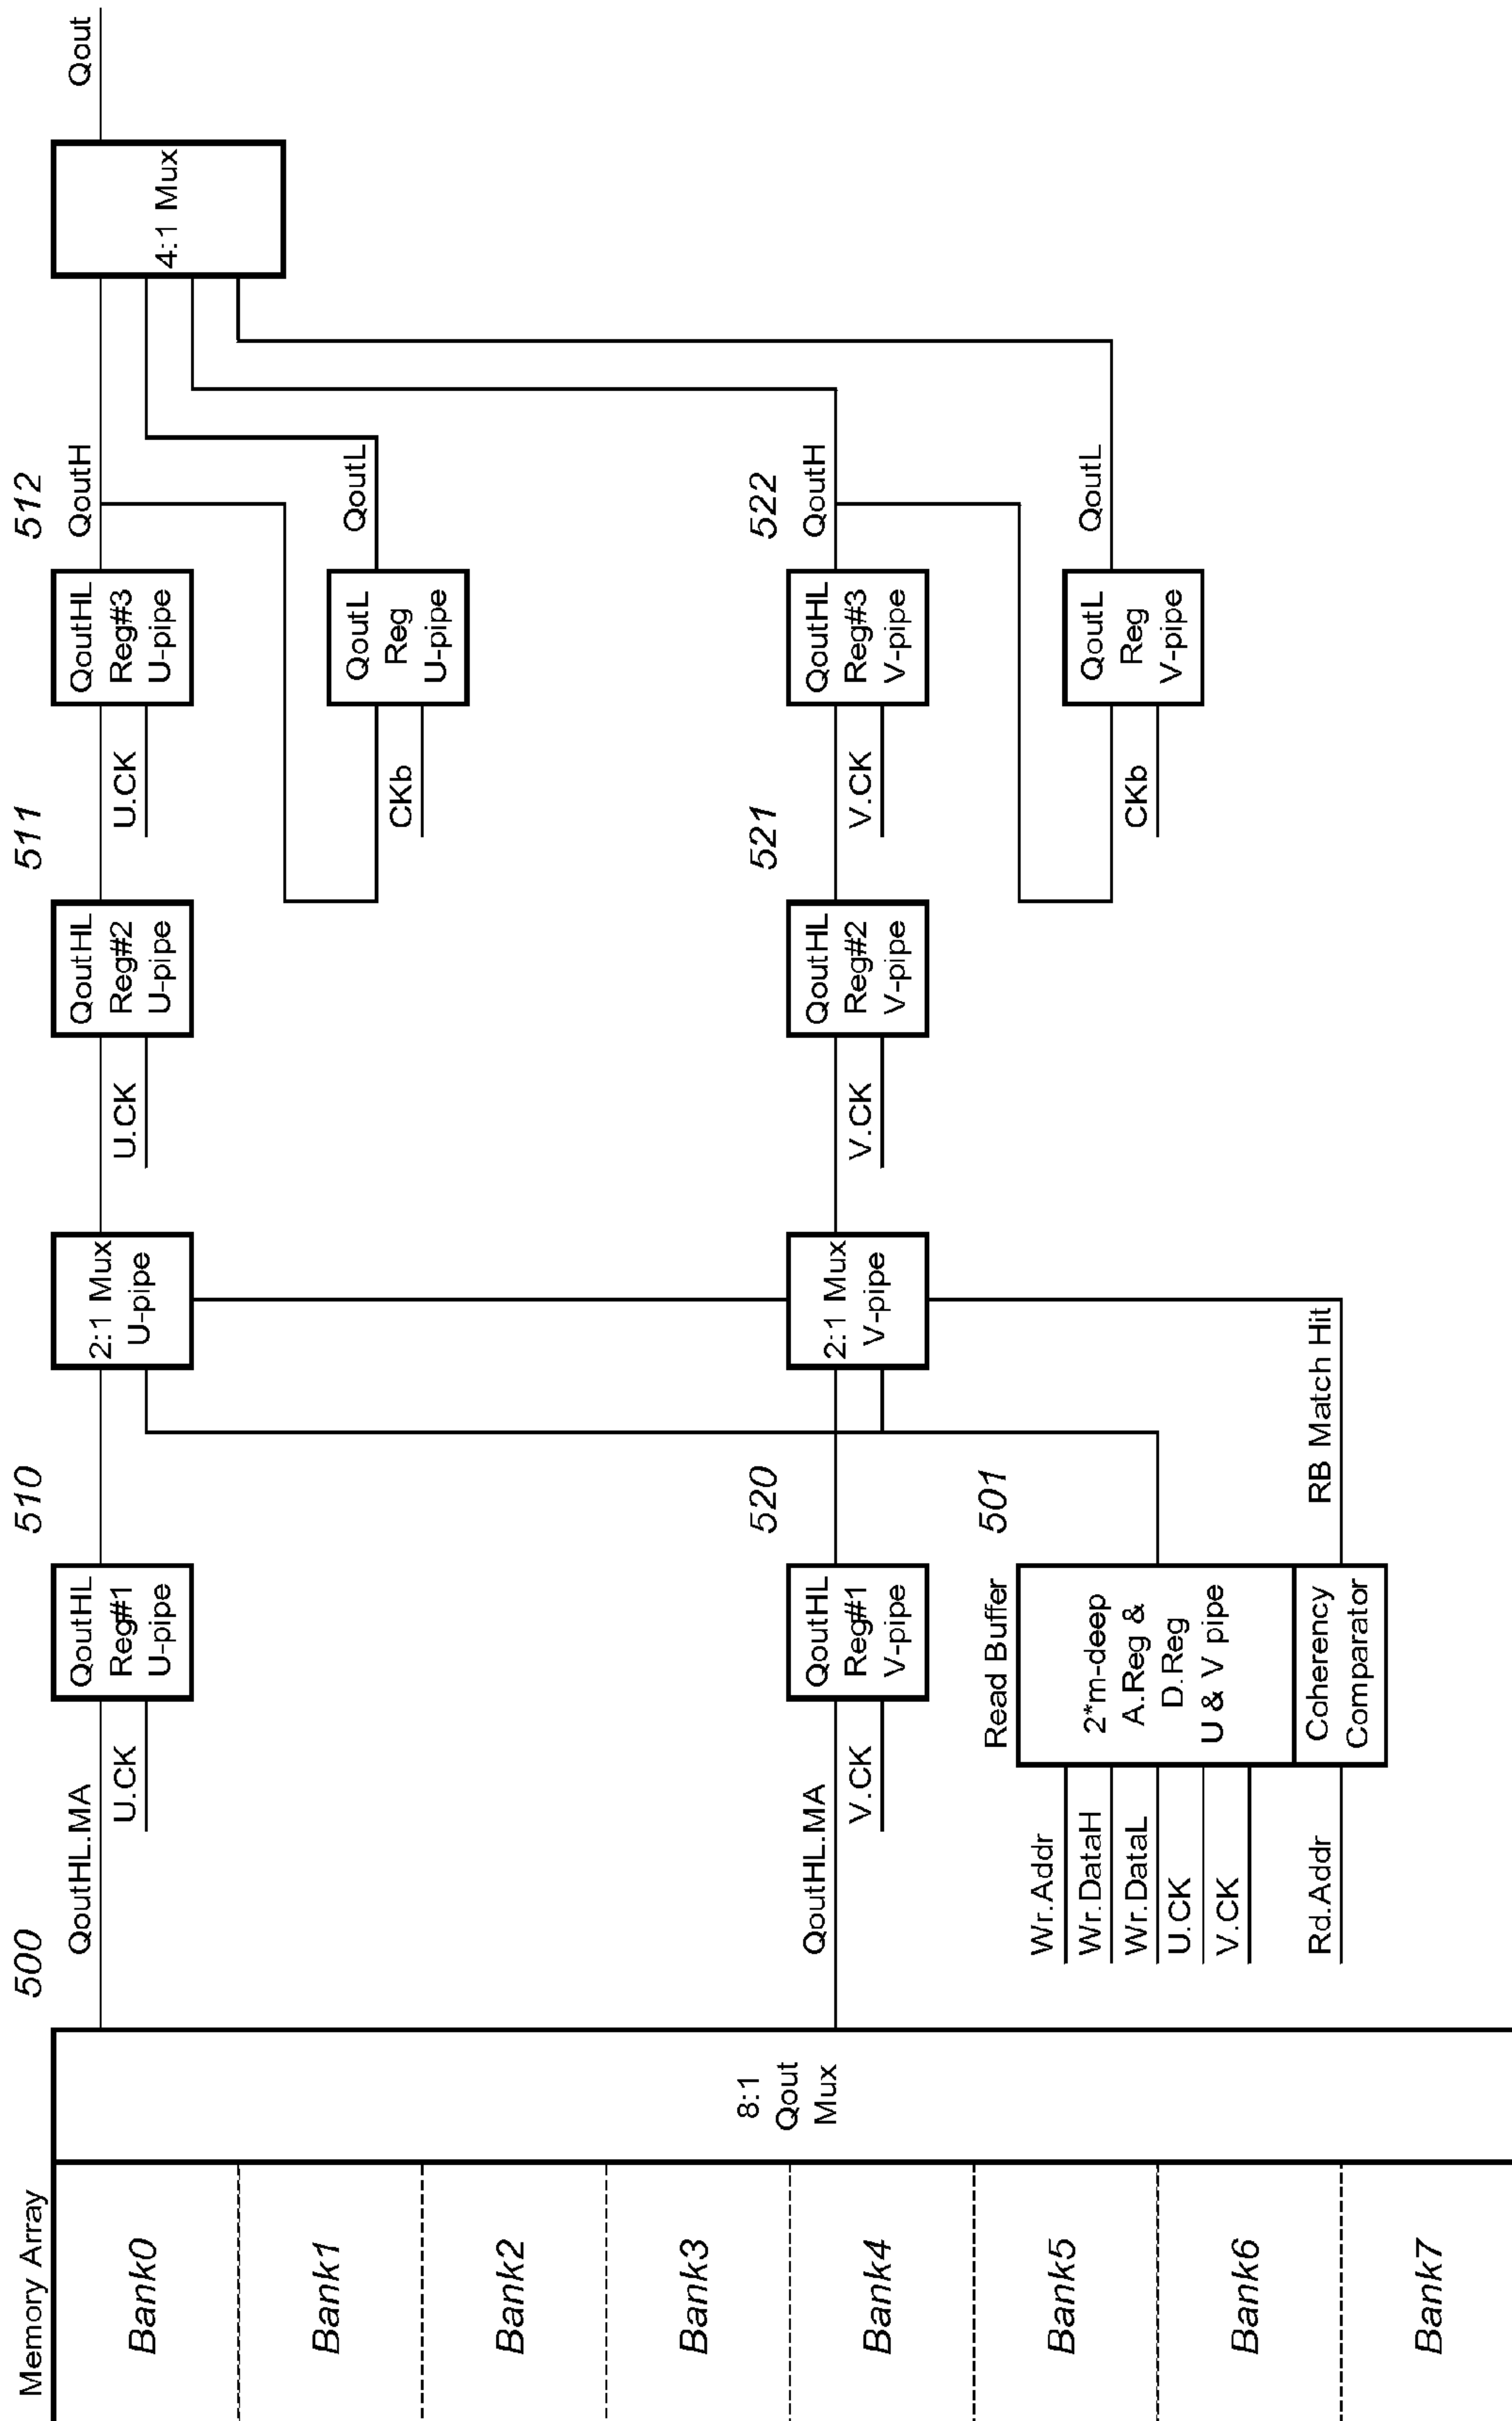 Memory Array
Bank0
Bank1
Bank2
Bank3
Bank4
Bank5
Bank6
Bank7
8:1
Qout
Mux
500
QoutHL.MA
U.CK
510
QoutHL
Reg#1
U-pipe
2:1 Mux
U-pipe
U.CK
511
QoutHL
Reg#2
U-pipe
U.CK
512
QoutHL
Reg#3
U-pipe
QoutH
CKb
QoutL
Reg
U-pipe
QoutL
4:1 Mux
Qout
QoutHL.MA
V.CK
520
QoutHL
Reg#1
V-pipe
2:1 Mux
V-pipe
V.CK
521
QoutHL
Reg#2
V-pipe
V.CK
522
QoutHL
Reg#3
V-pipe
QoutH
CKb
QoutL
Reg
V-pipe
QoutL
501
Read Buffer
Wr.Addr
Wr.DataH
Wr.DataL
U.CK
V.CK
2*m-deep
A.Reg &
D.Reg
U & V pipe
Rd.Addr
Coherency
Comparator
RB Match Hit